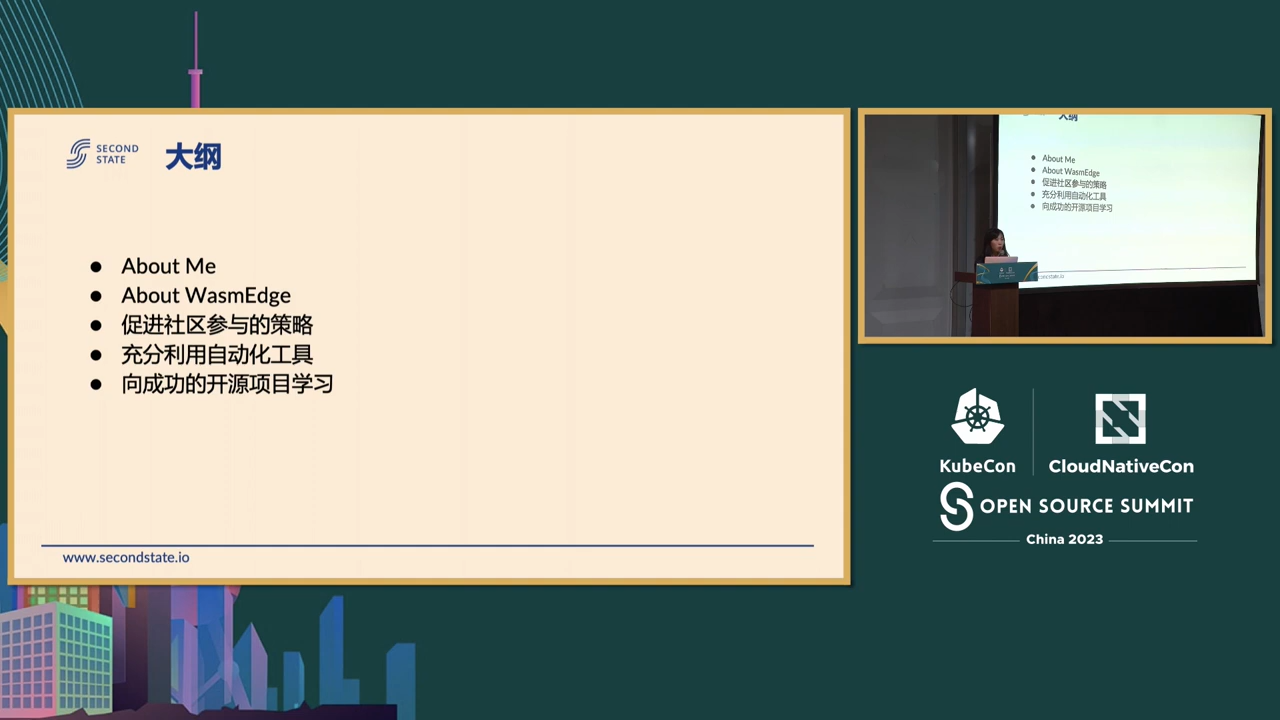 SECOND
STATE
大纲
About Me
About WasmEdge
促进社区参与的策略
充分利用自动化工具
向成功的开源项目学习
www.secondstate.io
大纲
About Me
About WasmEdge
促进社区参与的策略
充分利用自动化工具
向成功的开源项目学习
KubeCon
CloudNativeCon
OPEN SOURCE SUMMIT
China 2023